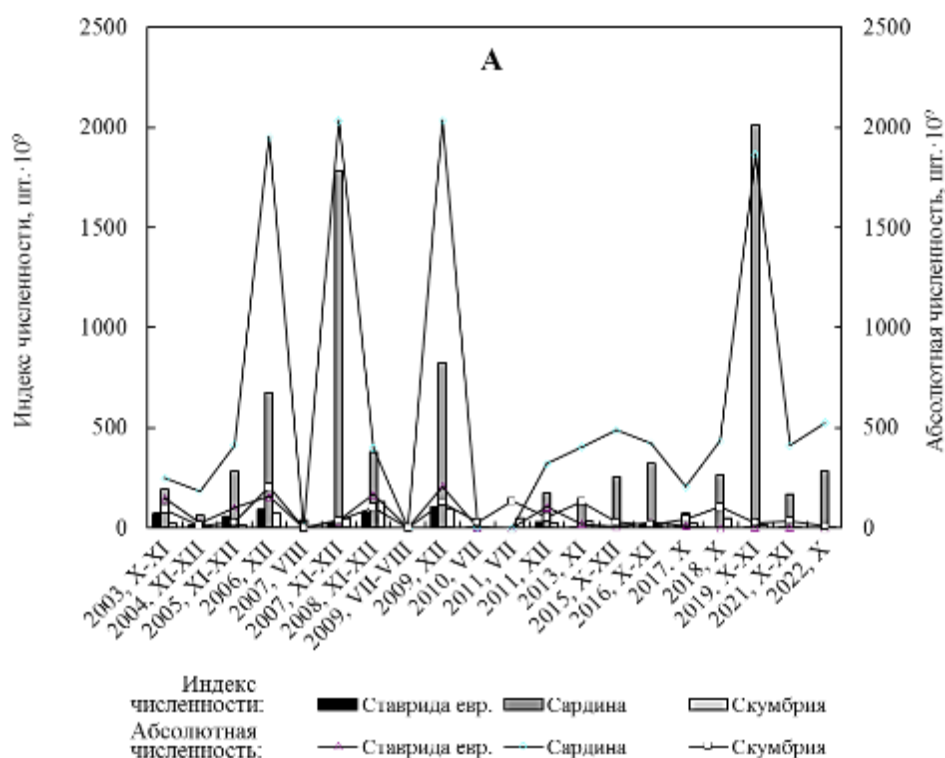 2500
2000
1500
1000
500
0
Индекс численности, шт.·10⁹
А
2500
2000
1500
1000
500
0
Абсолютная численность, шт.·10⁹
2003, X-XI
2004, XI-XII
2005, XI-XII
2006, XII
2007, VIII
2007, XI-XII
2008, XI-XII
2009, VII-VIII
2009, XII
2010, VII
2011, VII
2011, XII
2013, XI
2015, X-XII
2016, X-XI
2017, X
2018, X
2019, X-XI
2021, X-XI
2022, X
Индекс
численности: Ставрида евр. Сардина Скумбрия
Абсолютная
численность: Ставрида евр. Сардина Скумбрия